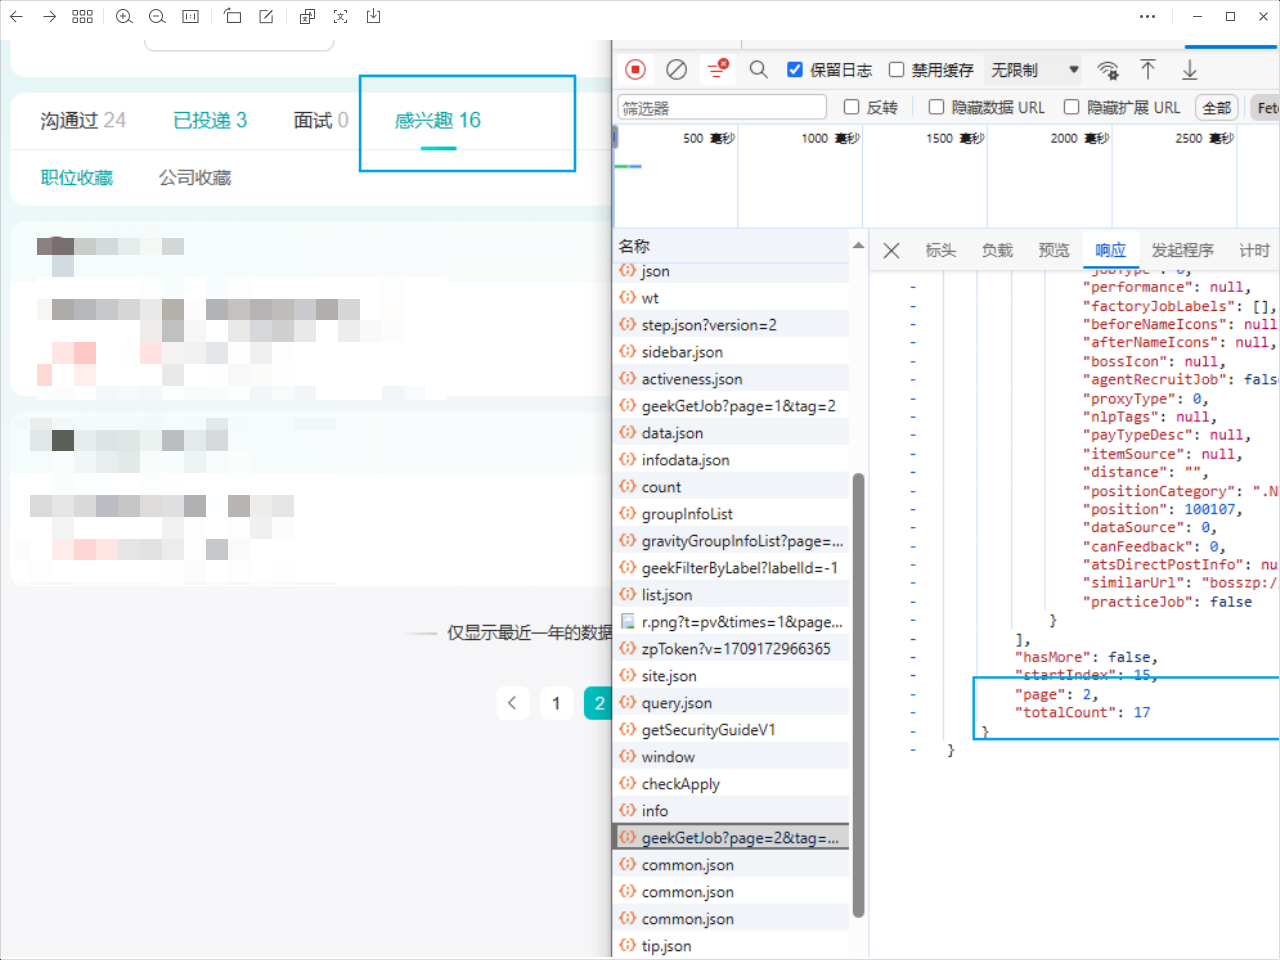 沟通过 24
已投递 3
面试 0
感兴趣 16
职位收藏
公司收藏
仅显示最近一年的数据
1
2
保留日志
禁用缓存
无限制
筛选器
反转
隐藏数据 URL
隐藏扩展 URL
全部
Fet
500 毫秒
1000 毫秒
1500 毫秒
2000 毫秒
2500 毫秒
名称
json
wt
step.json?version=2
sidebar.json
activeness.json
geekGetJob?page=1&tag=2
data.json
infodata.json
count
groupInfoList
gravityGroupInfoList?page=...
geekFilterByLabel?labelId=-1
list.json
r.png?t=pv&times=1&page...
zpToken?v=1709172966365
site.json
query.json
getSecurityGuideV1
window
checkApply
info
geekGetJob?page=2&tag=...
common.json
common.json
common.json
tip.json
标头
负载
预览
响应
发起程序
计时
"jobType": 0,
"performance": null,
"factoryJobLabels": [],
"beforeNameIcons": null
"afterNameIcons": null,
"bossIcon": null,
"agentRecruitJob": fals
"proxyType": 0,
"nlpTags": null,
"payTypeDesc": null,
"itemSource": null,
"distance": "",
"positionCategory": ".N
"position": 100107,
"dataSource": 0,
"canFeedback": 0,
"atsDirectPostInfo": nu
"similarUrl": "bosszp:/
"practiceJob": false
}
],
"hasMore": false,
"startIndex": 15,
"page": 2,
"totalCount": 17
}
}